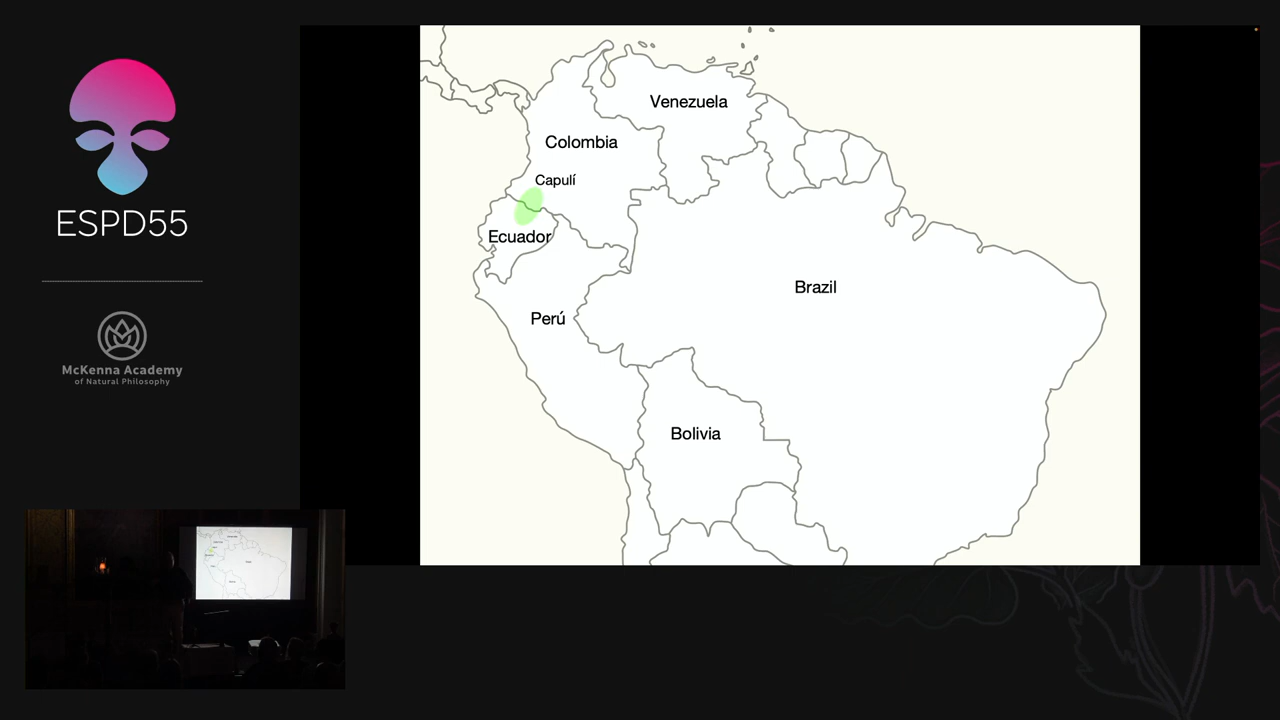 ESPD55
McKenna Academy
of Natural Philosophy
Venezuela
Colombia
Capulí
Ecuador
Brazil
Perú
Bolivia